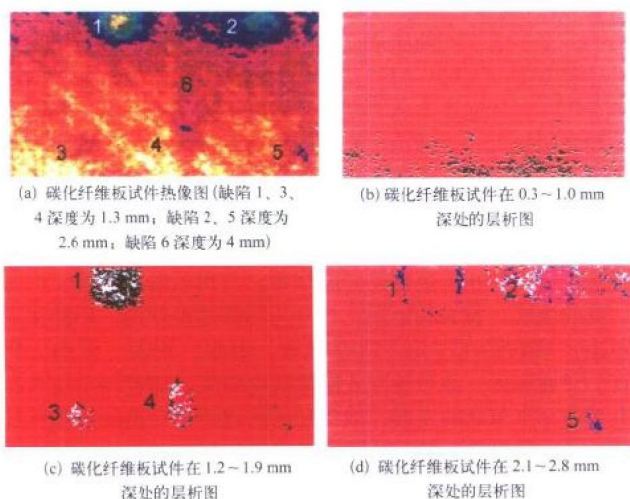 1
2
6
3
4
5
(a) 碳化纤维板试件热像图(缺陷 1、3、
4 深度为 1.3 mm；缺陷 2、5 深度为
2.6 mm；缺陷 6 深度为 4 mm)
(b) 碳化纤维板试件在 0.3～1.0 mm
深处的层析图
1
3
4
1
2
5
(c) 碳化纤维板试件在 1.2～1.9 mm
深处的层析图
(d) 碳化纤维板试件在 2.1～2.8 mm
深处的层析图